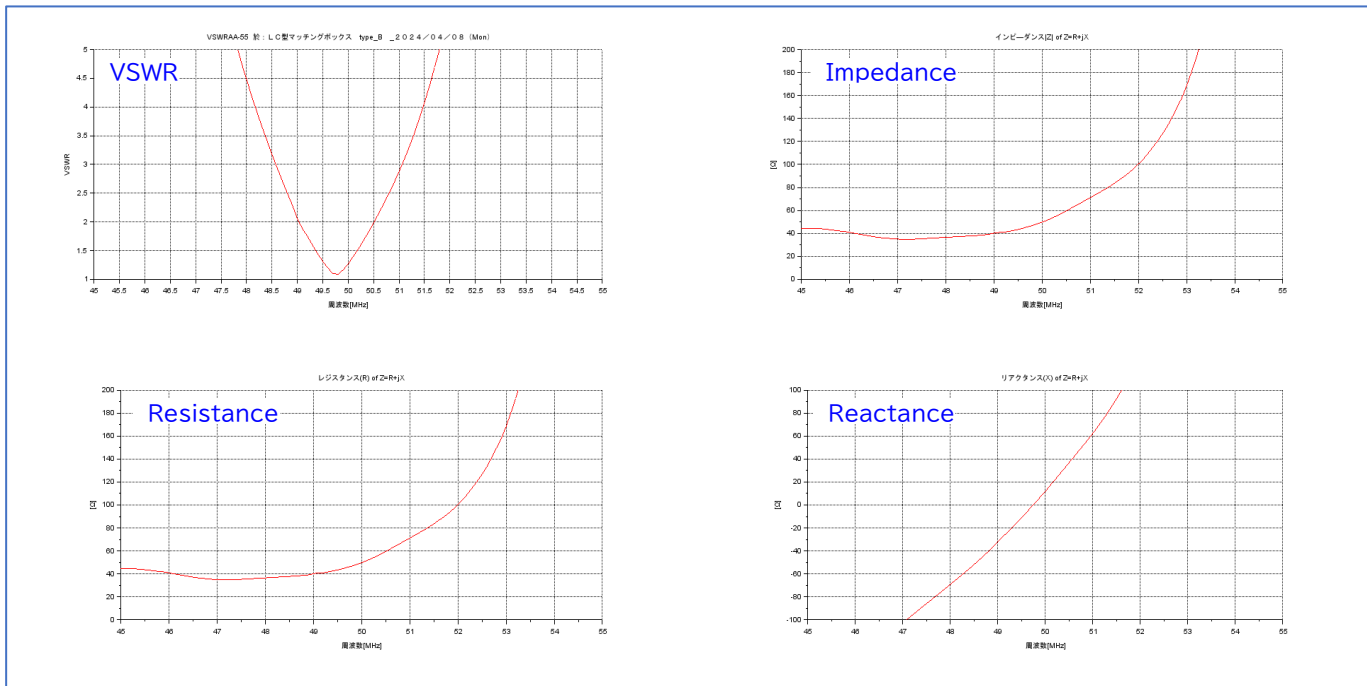 VSWRAA-55 於：ＬＣ型マッチングボックス type_B _２０２４／０４／０８（Mon）
VSWR
5
4.5
4
3.5
3
2.5
2
1.5
1
VSWR
45 45.5 46 46.5 47 47.5 48 48.5 49 49.5 50 50.5 51 51.5 52 52.5 53 53.5 54 54.5 55
周波数[MHz]
インピーダンス|Z| of Z=R+jX
Impedance
200
180
160
140
120
100
80
60
40
20
0
[Ω]
45 46 47 48 49 50 51 52 53 54 55
周波数[MHz]
レジスタンス(R) of Z=R+jX
Resistance
200
180
160
140
120
100
80
60
40
20
0
[Ω]
45 46 47 48 49 50 51 52 53 54 55
周波数[MHz]
リアクタンス(X) of Z=R+jX
Reactance
100
80
60
40
20
0
-20
-40
-60
-80
-100
[Ω]
45 46 47 48 49 50 51 52 53 54 55
周波数[MHz]